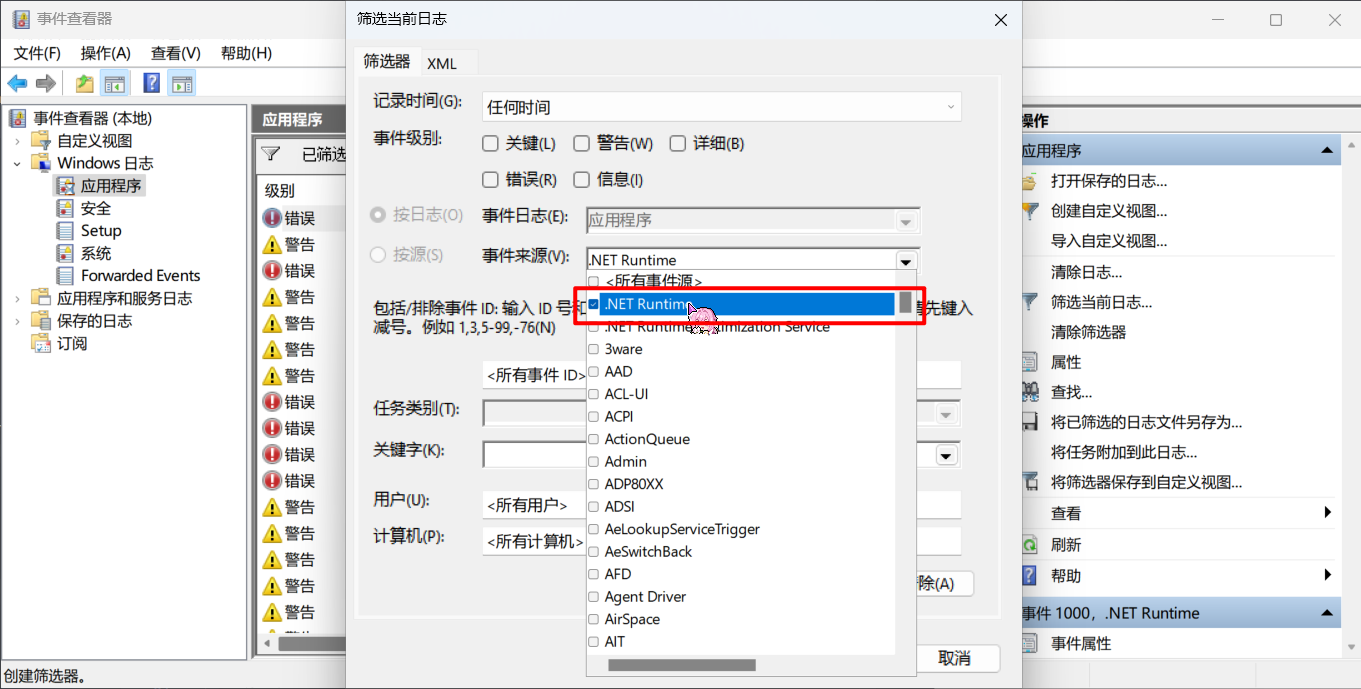 事件查看器
文件(F) 操作(A) 查看(V) 帮助(H)
事件查看器 (本地)
自定义视图
Windows 日志
应用程序
安全
Setup
系统
Forwarded Events
应用程序和服务日志
保存的日志
订阅
创建筛选器。
应用程序
已筛选
级别
错误
警告
错误
警告
警告
警告
警告
错误
错误
错误
错误
警告
警告
警告
警告
警告
筛选当前日志
筛选器 XML
记录时间(G): 任何时间
事件级别: 关键(L) 警告(W) 详细(B)
错误(R) 信息(I)
按日志(O) 事件日志(E): 应用程序
按源(S) 事件来源(V): .NET Runtime
包括/排除事件 ID: 输入 ID 号和 请先键入
减号。例如 1,3,5-99,-76(N)
<所有事件 ID>
任务类别(T):
关键字(K):
用户(U): <所有用户>
计算机(P): <所有计算机>
除(A)
取消
<所有事件源>
.NET Runtime
.NET Runtime Optimization Service
3ware
AAD
ACL-UI
ACPI
ActionQueue
Admin
ADP80XX
ADSI
AeLookupServiceTrigger
AeSwitchBack
AFD
Agent Driver
AirSpace
AIT
操作
应用程序
打开保存的日志...
创建自定义视图...
导入自定义视图...
清除日志...
筛选当前日志...
清除筛选器
属性
查找...
将已筛选的日志文件另存为...
将任务附加到此日志...
将筛选器保存到自定义视图...
查看
刷新
帮助
事件 1000，.NET Runtime
事件属性